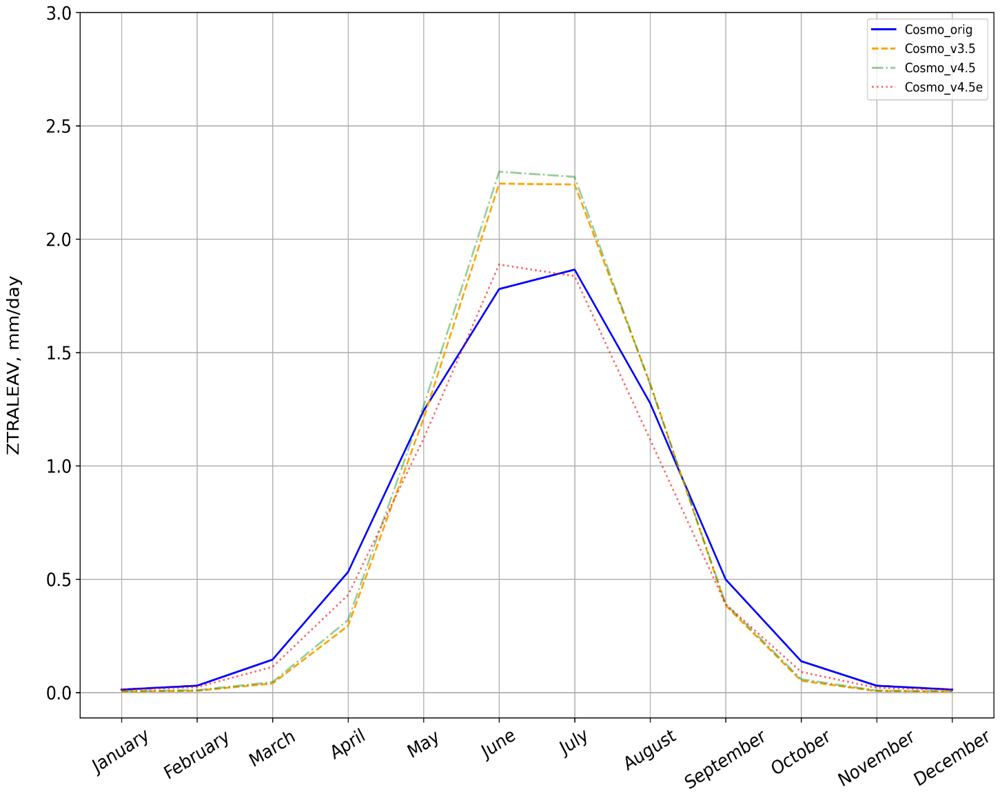 3.0
2.5
2.0
1.5
1.0
0.5
0.0
ZTRALEAV, mm/day
Cosmo_orig
Cosmo_v3.5
Cosmo_v4.5
Cosmo_v4.5e
January
February
March
April
May
June
July
August
September
October
November
December